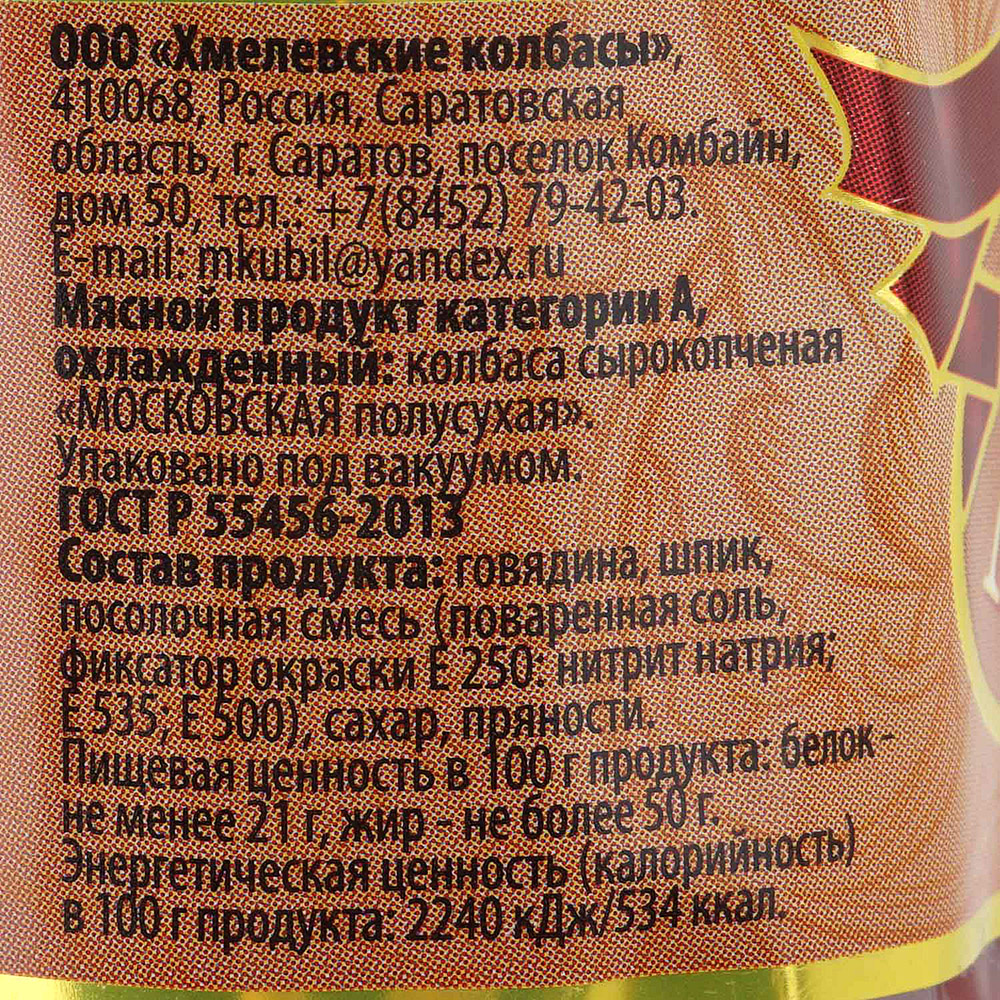 ООО «Хмелевские колбасы»,
410068, Россия, Саратовская
область, г. Саратов, поселок Комбайн,
дом 50, тел.: +7(8452) 79-42-03.
E-mail: mkubil@yandex.ru
Мясной продукт категории А,
охлажденный: колбаса сырокопченая
«МОСКОВСКАЯ полусухая».
Упаковано под вакуумом.
ГОСТ Р 55456-2013
Состав продукта: говядина, шпик,
посолочная смесь (поваренная соль,
фиксатор окраски Е 250: нитрит натрия;
Е 535; Е 500), сахар, пряности.
Пищевая ценность в 100 г продукта: белок -
не менее 21 г, жир - не более 50 г.
Энергетическая ценность (калорийность)
в 100 г продукта: 2240 кДж/534 ккал.